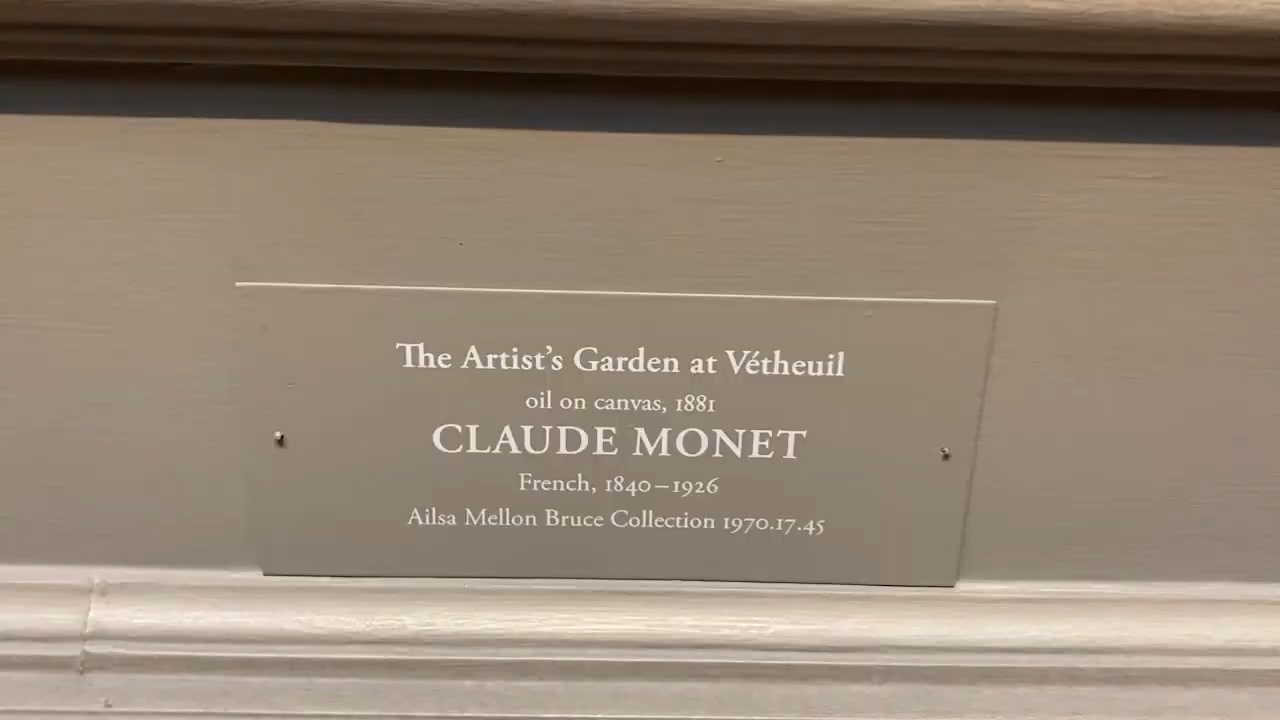 The Artist’s Garden at Vétheuil
oil on canvas, 1881
CLAUDE MONET
French, 1840–1926
Ailsa Mellon Bruce Collection 1970.17.45